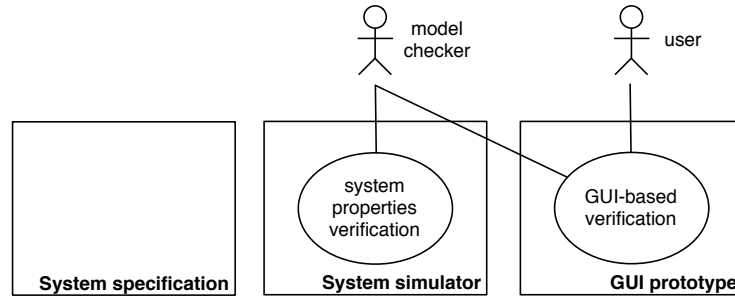 model
checker
user
system
properties
verification
GUI-based
verification
System specification
System simulator
GUI prototype